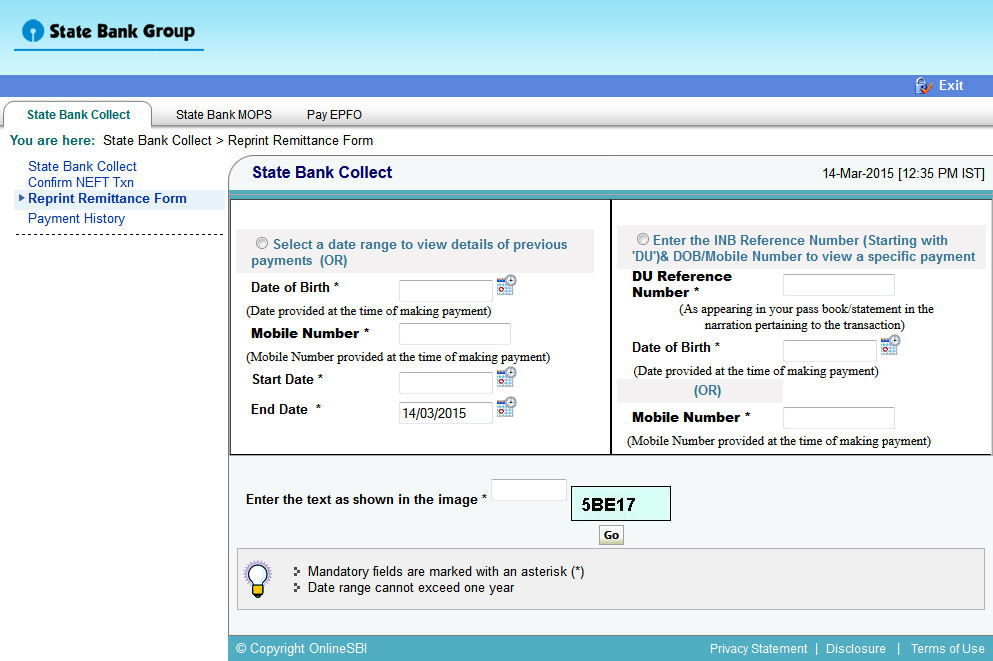 State Bank Group
Exit
State Bank Collect
State Bank MOPS
Pay EPFO
You are here: State Bank Collect > Reprint Remittance Form
State Bank Collect
Confirm NEFT Txn
Reprint Remittance Form
Payment History
State Bank Collect
14-Mar-2015 [12:35 PM IST]
Select a date range to view details of previous
payments (OR)
Date of Birth *
(Date provided at the time of making payment)
Mobile Number *
(Mobile Number provided at the time of making payment)
Start Date *
End Date *
14/03/2015
Enter the INB Reference Number (Starting with
'DU')& DOB/Mobile Number to view a specific payment
DU Reference
Number *
(As appearing in your pass book/statement in the
narration pertaining to the transaction)
Date of Birth *
(Date provided at the time of making payment)
(OR)
Mobile Number *
(Mobile Number provided at the time of making payment)
Enter the text as shown in the image *
5BE17
Go
Mandatory fields are marked with an asterisk (*)
Date range cannot exceed one year
© Copyright OnlineSBI
Privacy Statement | Disclosure | Terms of Use